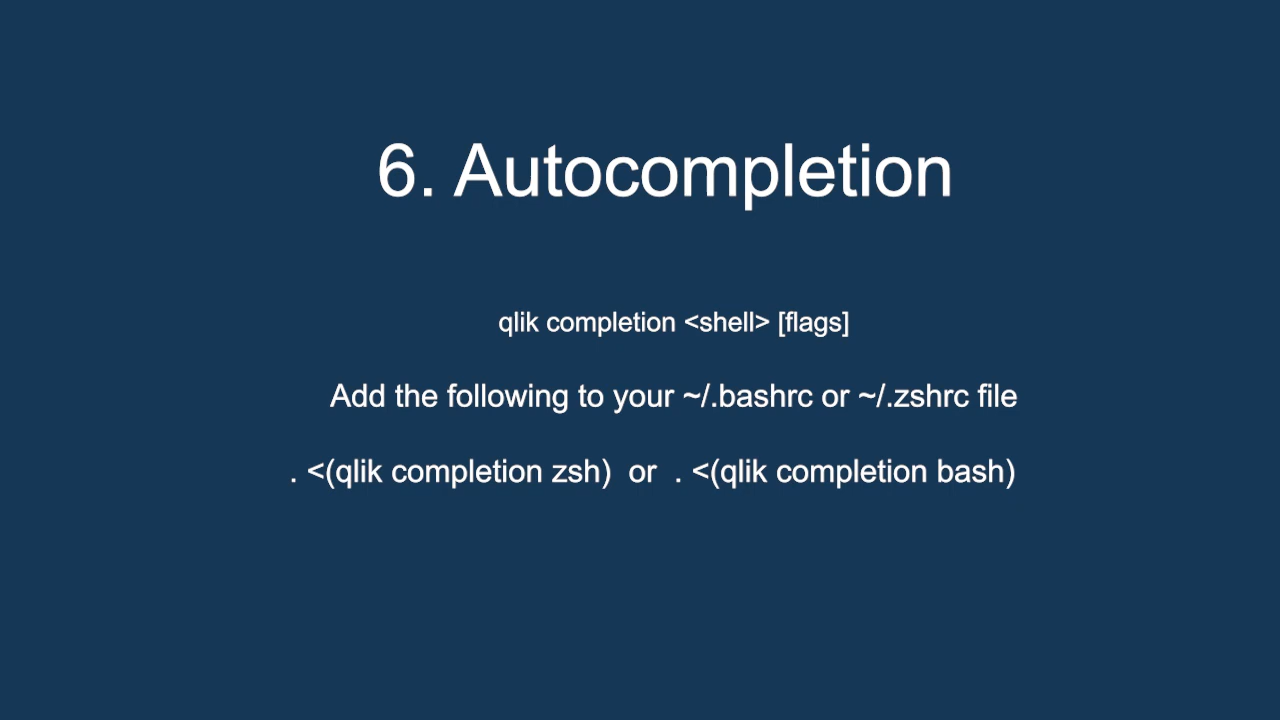 6. Autocompletion
qlik completion <shell> [flags]
Add the following to your ~/.bashrc or ~/.zshrc file
. <(qlik completion zsh)  or  . <(qlik completion bash)